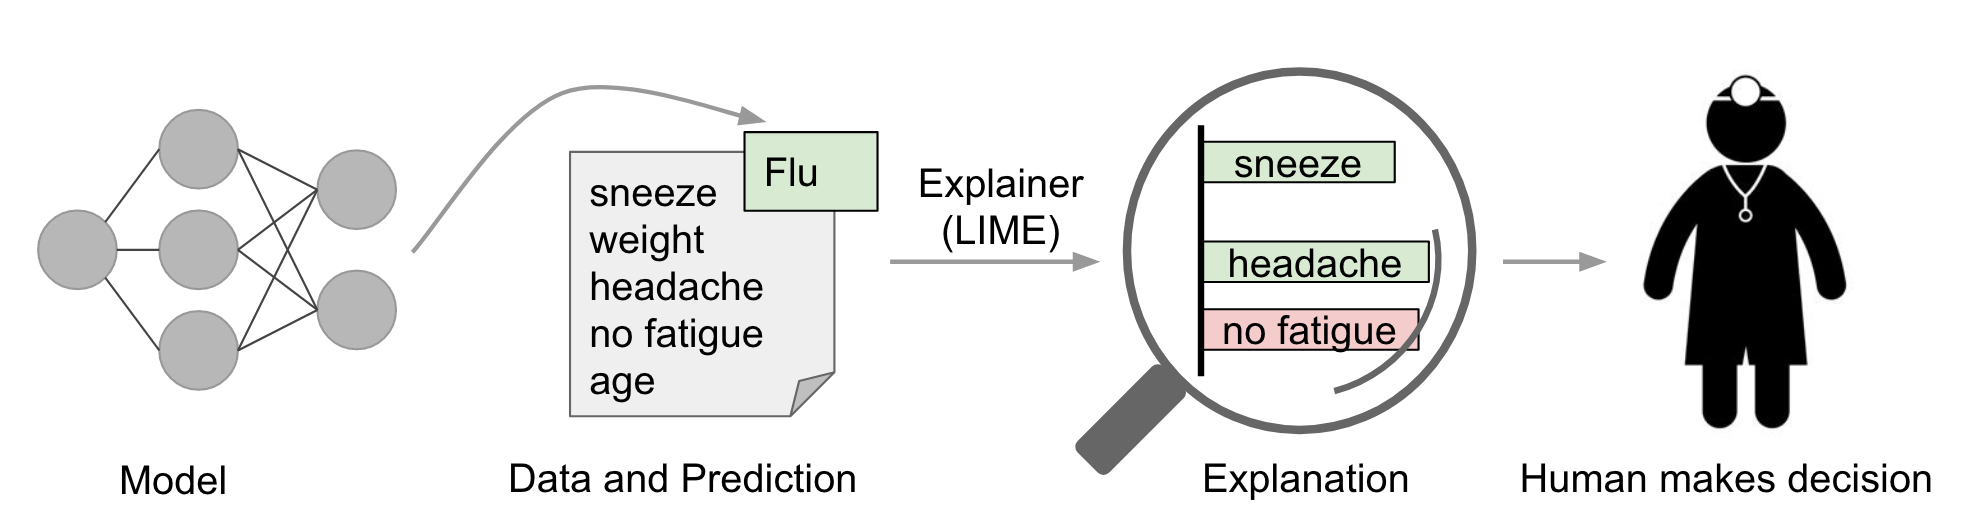 Flu
sneeze
weight
headache
no fatigue
age
Explainer
(LIME)
sneeze
headache
no fatigue
Model
Data and Prediction
Explanation
Human makes decision